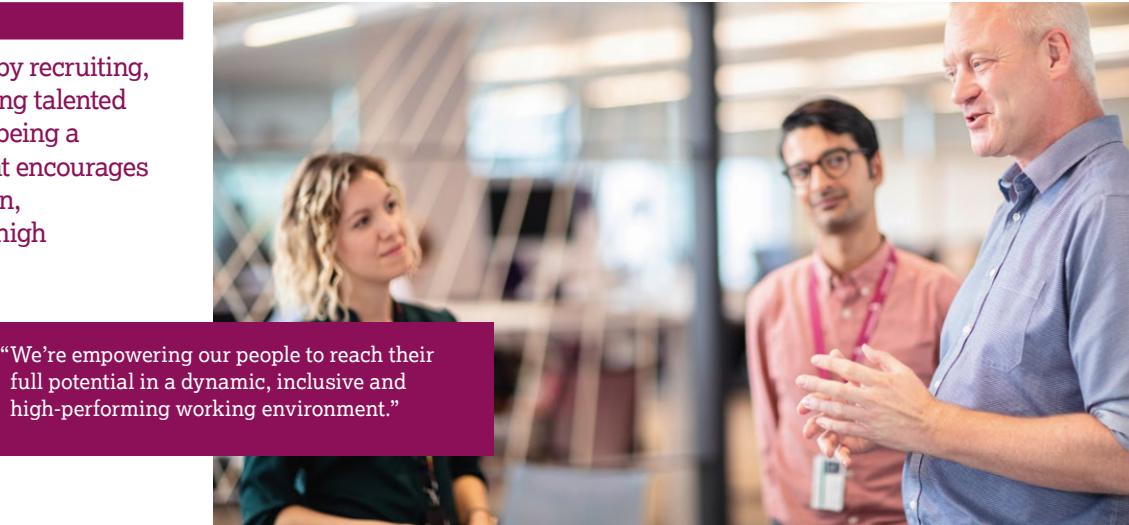 by recruiting,
ng talented
being a
t encourages
n,
high
“We’re empowering our people to reach their
full potential in a dynamic, inclusive and
high-performing working environment.”